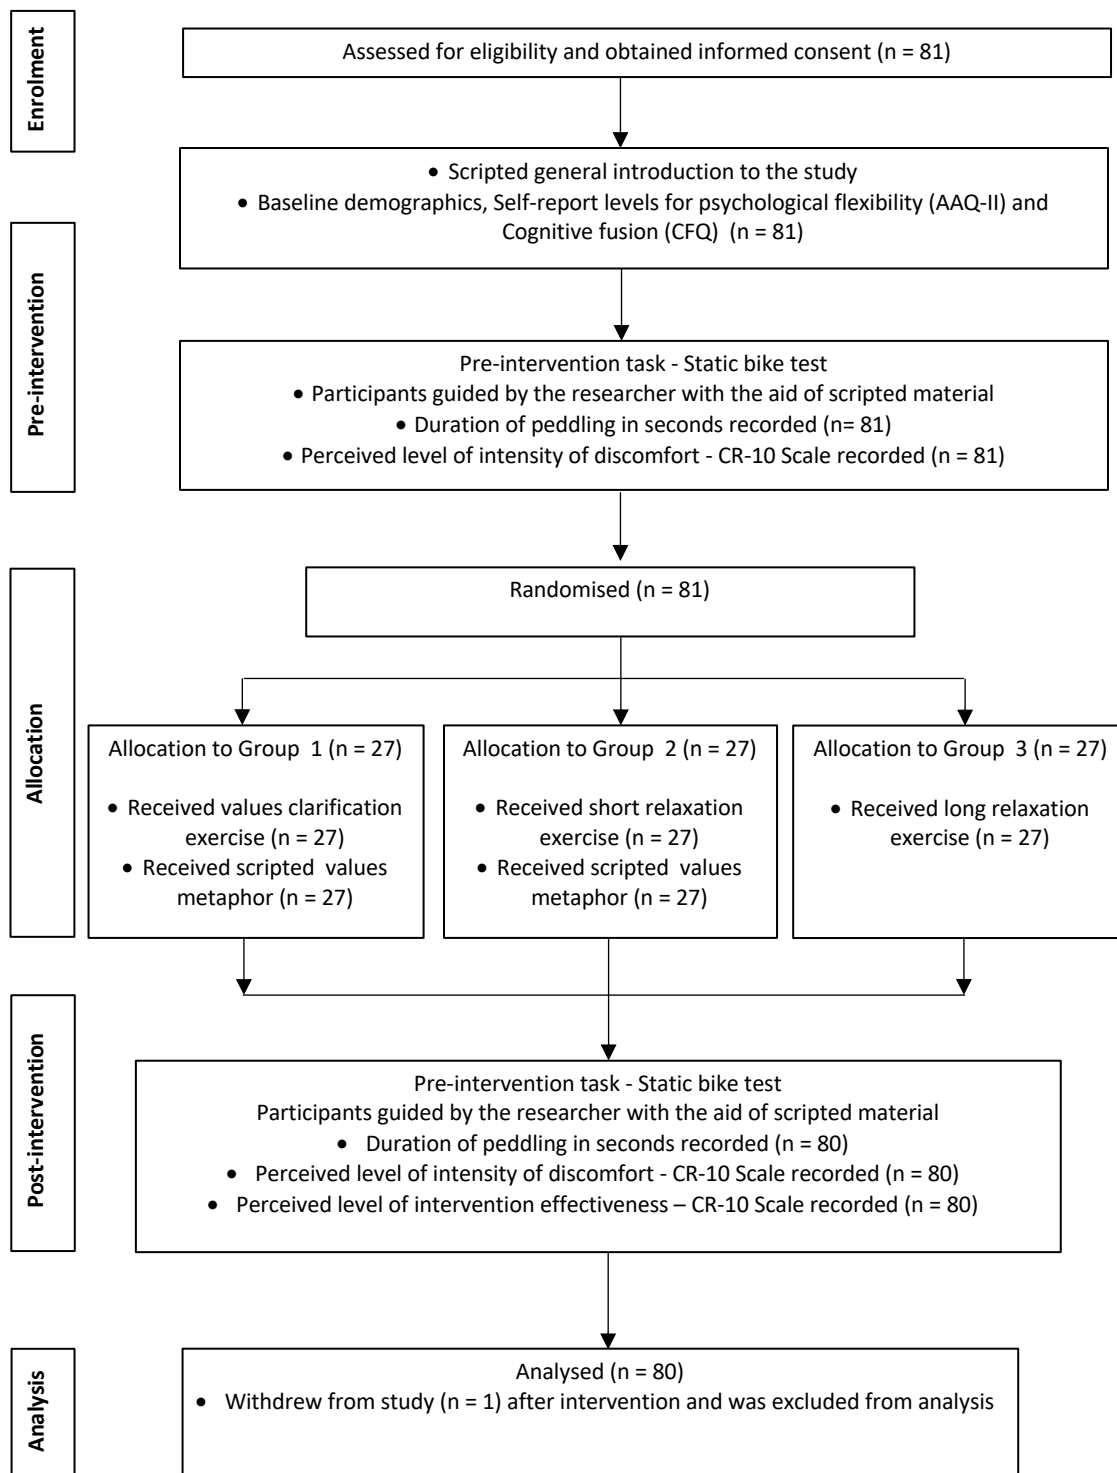 Enrolment
Assessed for eligibility and obtained informed consent (n = 81)
• Scripted general introduction to the study
• Baseline demographics, Self-report levels for psychological flexibility (AAQ-II) and
Cognitive fusion (CFQ) (n = 81)
Pre-intervention
Pre-intervention task - Static bike test
• Participants guided by the researcher with the aid of scripted material
• Duration of peddling in seconds recorded (n= 81)
• Perceived level of intensity of discomfort - CR-10 Scale recorded (n = 81)
Allocation
Randomised (n = 81)
Allocation to Group 1 (n = 27)
• Received values clarification
exercise (n = 27)
• Received scripted values
metaphor (n = 27)
Allocation to Group 2 (n = 27)
• Received short relaxation
exercise (n = 27)
• Received scripted values
metaphor (n = 27)
Allocation to Group 3 (n = 27)
• Received long relaxation
exercise (n = 27)
Post-intervention
Pre-intervention task - Static bike test
Participants guided by the researcher with the aid of scripted material
• Duration of peddling in seconds recorded (n = 80)
• Perceived level of intensity of discomfort - CR-10 Scale recorded (n = 80)
• Perceived level of intervention effectiveness – CR-10 Scale recorded (n = 80)
Analysis
Analysed (n = 80)
• Withdrew from study (n = 1) after intervention and was excluded from analysis